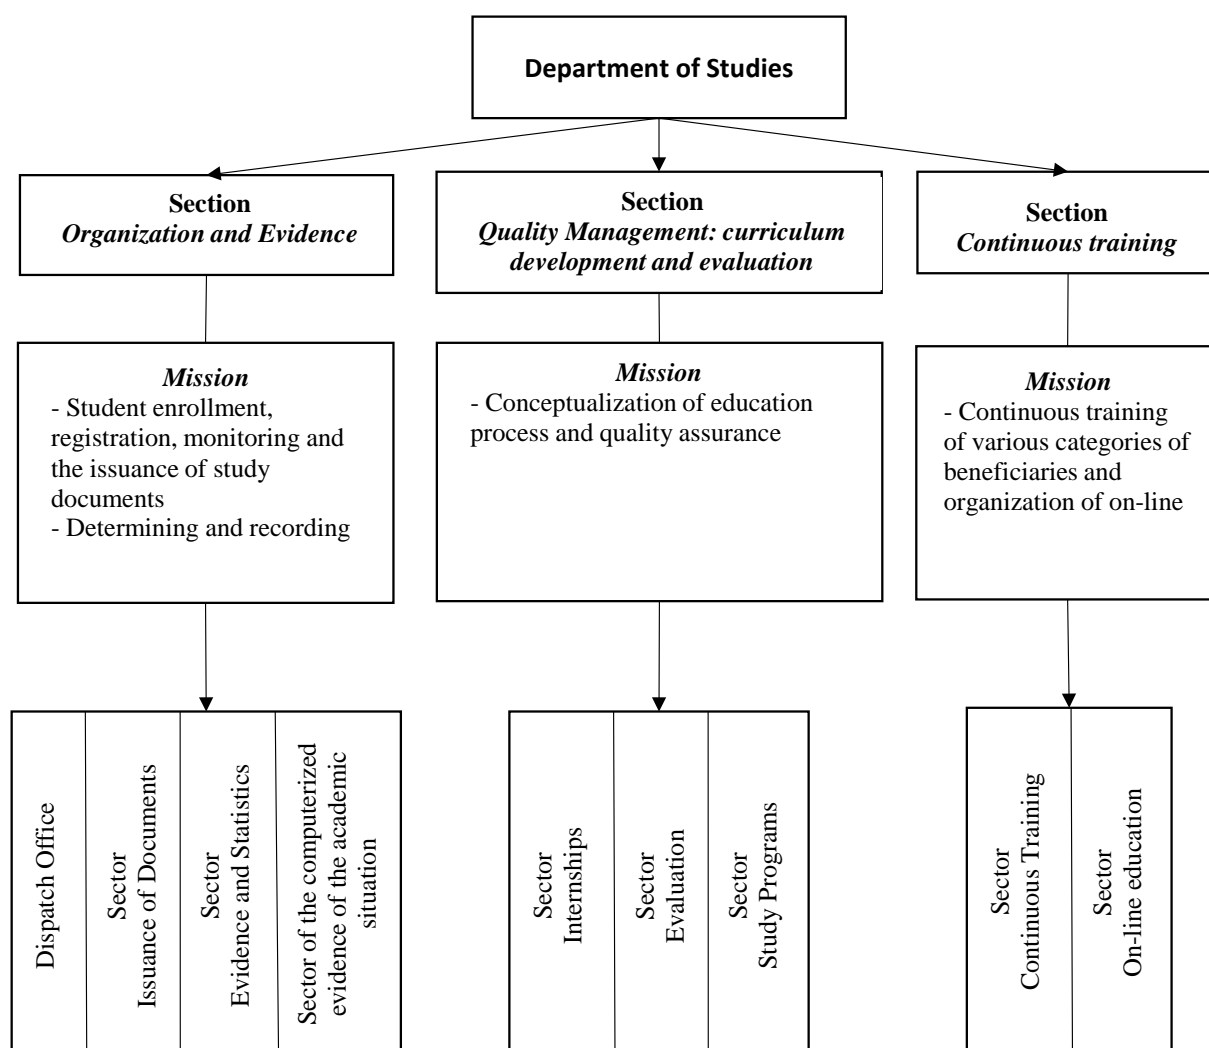 Department of Studies
Section
Organization and Evidence
Section
Quality Management: curriculum
development and evaluation
Section
Continuous training
Mission
- Student enrollment,
registration, monitoring and
the issuance of study
documents
- Determining and recording
Mission
- Conceptualization of education
process and quality assurance
Mission
- Continuous training
of various categories of
beneficiaries and
organization of on-line
Dispatch Office
Sector
Issuance of Documents
Sector
Evidence and Statistics
Sector of the computerized
evidence of the academic
situation
Sector
Internships
Sector
Evaluation
Sector
Study Programs
Sector
Continuous Training
Sector
On-line education